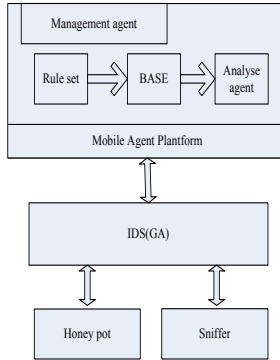 Management agent
Rule set
BASE
Analyse
agent
Mobile Agent Plantform
IDS(GA)
Honey pot
Sniffer